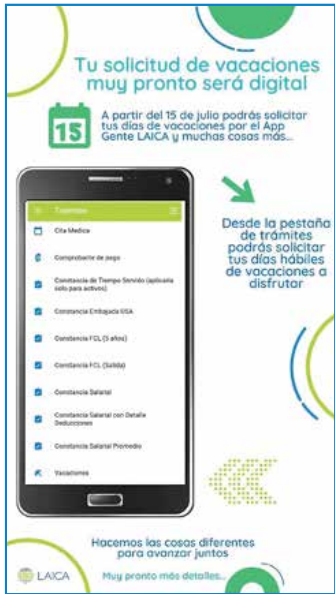 Tu solicitud de vacaciones
muy pronto será digital
15
A partir del 15 de julio podrás solicitar
tus días de vacaciones por el App
Gente LAICA y muchas cosas más...
Trámites
Cita Medica
Comprobante de pago
Constancia de Tiempo Servido (aplicaría
solo para activos)
Constancia Embajada USA
Constancia FCL (5 años)
Constancia FCL (Salida)
Constancia Salarial
Constancia Salarial con Detalle
Deducciones
Constancia Salarial Promedio
Vacaciones
Desde la pestaña
de trámites
podrás solicitar
tus días hábiles
de vacaciones a
disfrutar
Hacemos las cosas diferentes
para avanzar juntos
LAICA
Muy pronto más detalles...